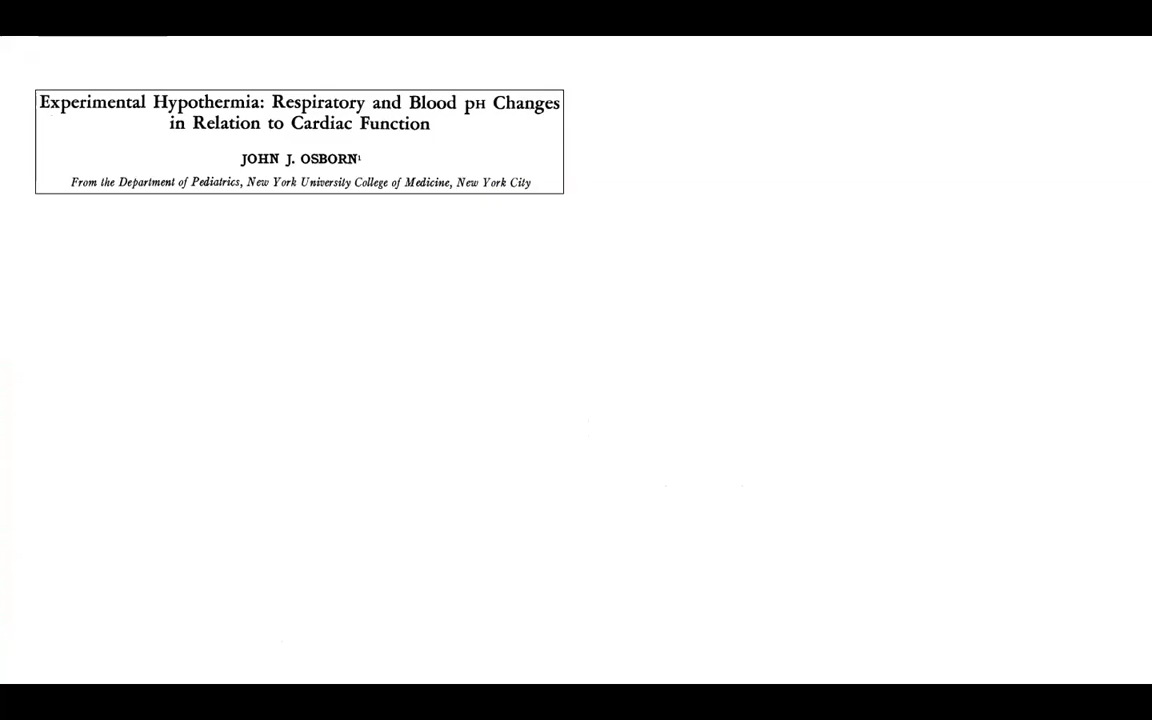 Experimental Hypothermia: Respiratory and Blood pH Changes
in Relation to Cardiac Function
JOHN J. OSBORN¹
From the Department of Pediatrics, New York University College of Medicine, New York City